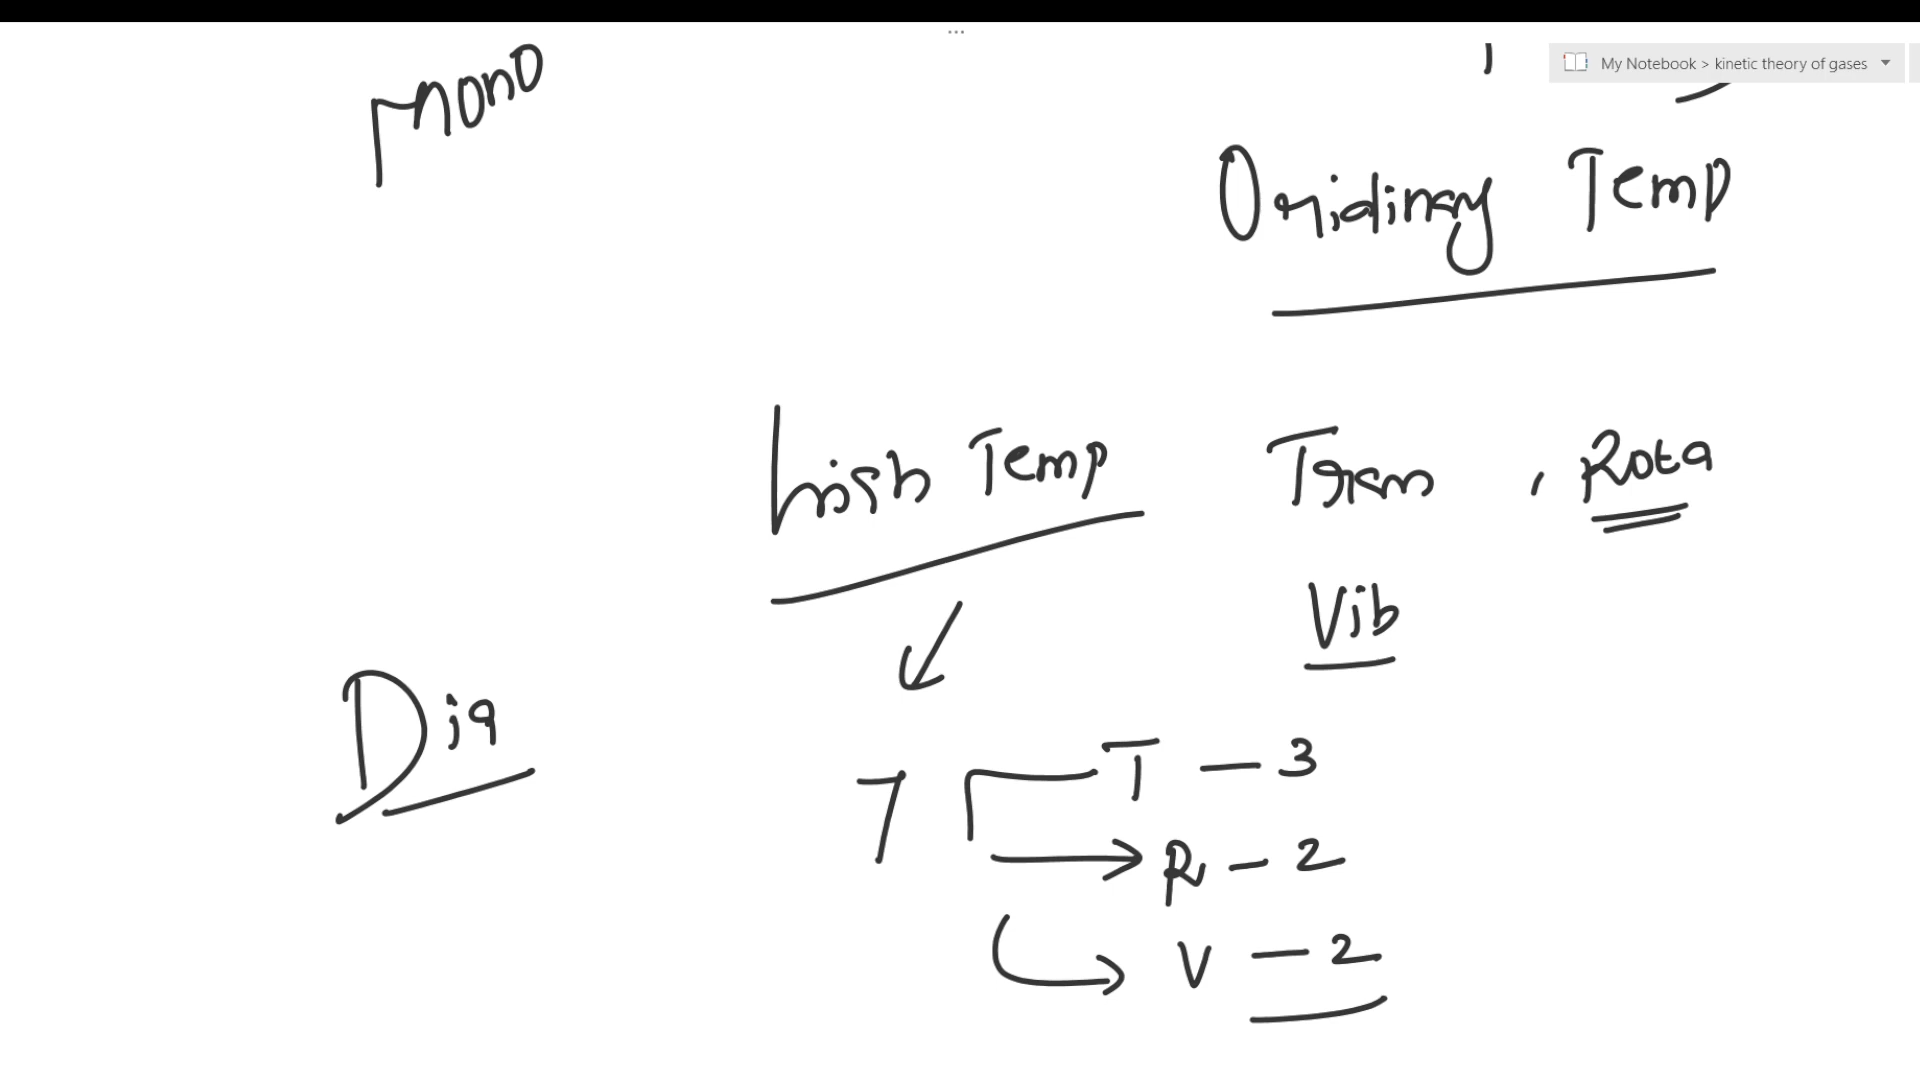 My Notebook > kinetic theory of gases
Mono
Oridinary Temp
high Temp Tran , Rota
Vib
Dia
7 T - 3
R - 2
V - 2